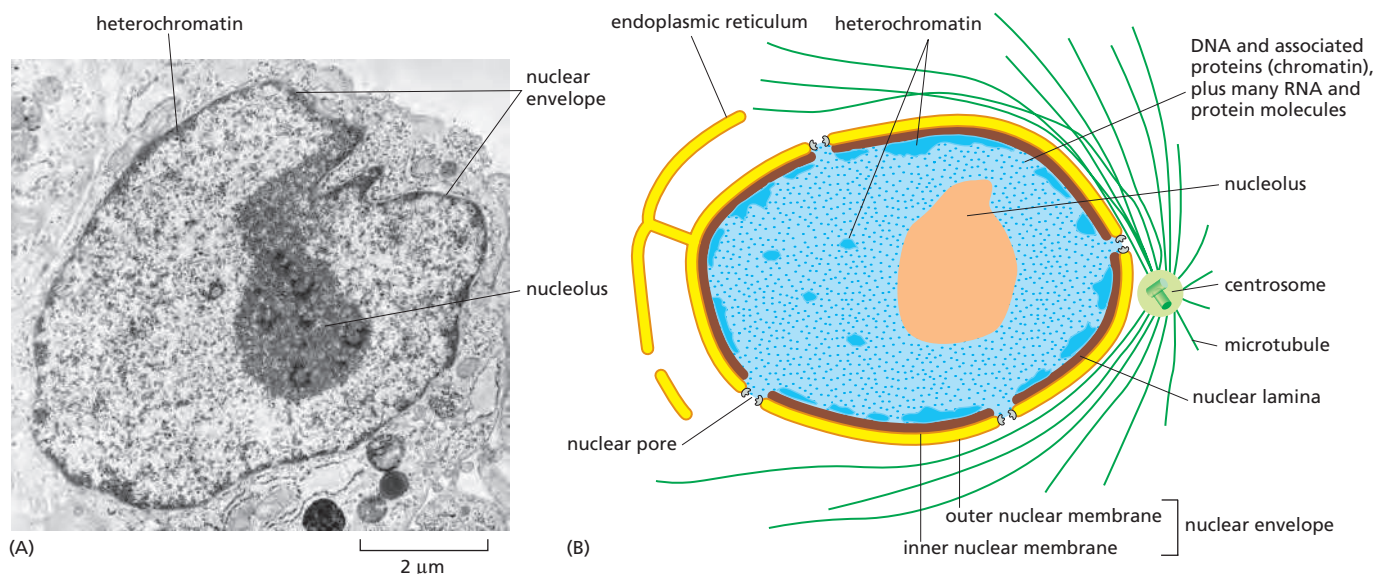 heterochromatin
nuclear
envelope
nucleolus
(A)
2 μm
endoplasmic reticulum
heterochromatin
DNA and associated
proteins (chromatin),
plus many RNA and
protein molecules
nucleolus
centrosome
microtubule
nuclear lamina
nuclear pore
outer nuclear membrane
inner nuclear membrane
nuclear envelope
(B)